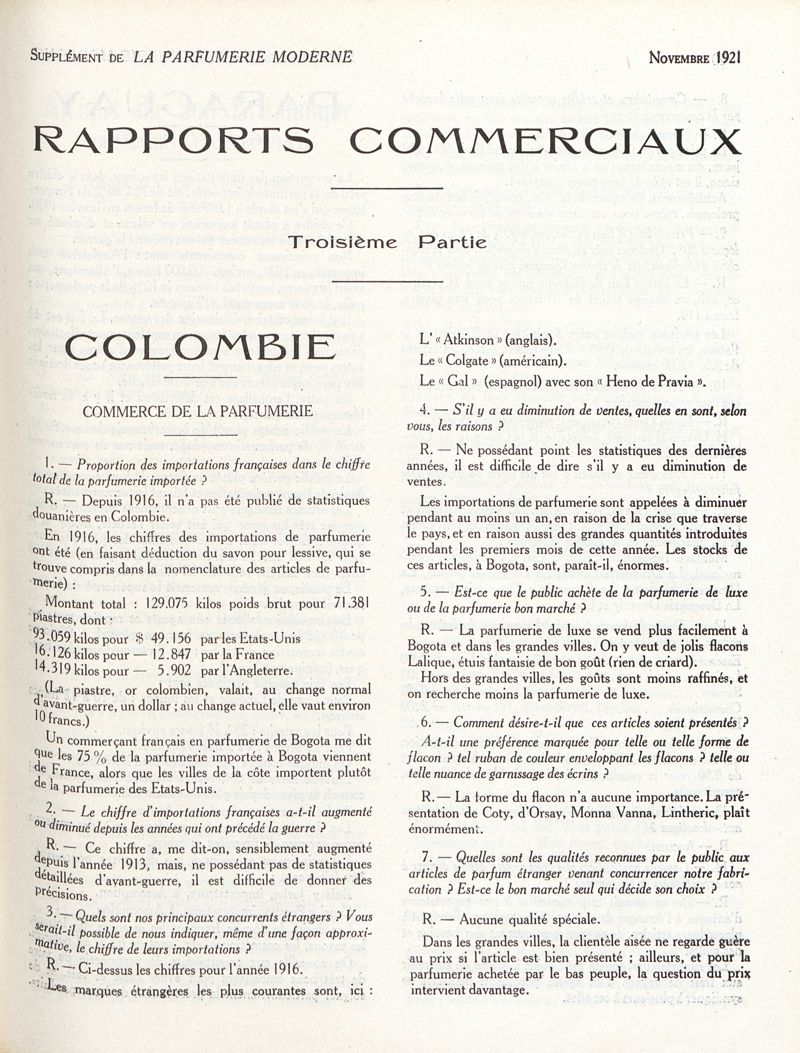 SUPPLÉMENT DE LA PARFUMERIE MODERNE
NOVEMBRE 1921
RAPPORTS COMMERCIAUX
Troisième Partie
COLOMBIE
COMMERCE DE LA PARFUMERIE
1. — Proportion des importations françaises dans le chiffre
total de la parfumerie importée ?
R. — Depuis 1916, il n'a pas été publié de statistiques
douanières en Colombie.
En 1916, les chiffres des importations de parfumerie
ont été (en faisant déduction du savon pour lessive, qui se
trouve compris dans la nomenclature des articles de parfu-
merie) :
Montant total : 129.075 kilos poids brut pour 71.381
piastres, dont :
93.059 kilos pour $ 49.156 par les Etats-Unis
16.126 kilos pour — 12.847 par la France
14.319 kilos pour — 5.902 par l'Angleterre.
(La piastre, or colombien, valait, au change normal
d'avant-guerre, un dollar ; au change actuel, elle vaut environ
10 francs.)
Un commerçant français en parfumerie de Bogota me dit
que les 75 % de la parfumerie importée à Bogota viennent
de France, alors que les villes de la côte importent plutôt
de la parfumerie des Etats-Unis.
2. — Le chiffre d'importations françaises a-t-il augmenté
ou diminué depuis les années qui ont précédé la guerre ?
R. — Ce chiffre a, me dit-on, sensiblement augmenté
depuis l'année 1913, mais, ne possédant pas de statistiques
détaillées d'avant-guerre, il est difficile de donner des
précisions.
3. — Quels sont nos principaux concurrents étrangers ? Vous
serait-il possible de nous indiquer, même d'une façon approxi-
mative, le chiffre de leurs importations ?
R. — Ci-dessus les chiffres pour l'année 1916.
Les marques étrangères les plus courantes sont, ici :
L' « Atkinson » (anglais).
Le « Colgate » (américain).
Le « Gal » (espagnol) avec son « Heno de Pravia ».
4. — S'il y a eu diminution de ventes, quelles en sont, selon
vous, les raisons ?
R. — Ne possédant point les statistiques des dernières
années, il est difficile de dire s'il y a eu diminution de
ventes.
Les importations de parfumerie sont appelées à diminuer
pendant au moins un an, en raison de la crise que traverse
le pays, et en raison aussi des grandes quantités introduites
pendant les premiers mois de cette année. Les stocks de
ces articles, à Bogota, sont, paraît-il, énormes.
5. — Est-ce que le public achète de la parfumerie de luxe
ou de la parfumerie bon marché ?
R. — La parfumerie de luxe se vend plus facilement à
Bogota et dans les grandes villes. On y veut de jolis flacons
Lalique, étuis fantaisie de bon goût (rien de criard).
Hors des grandes villes, les goûts sont moins raffinés, et
on recherche moins la parfumerie de luxe.
6. — Comment désire-t-il que ces articles soient présentés ?
A-t-il une préférence marquée pour telle ou telle forme de
flacon ? tel ruban de couleur enveloppant les flacons ? telle ou
telle nuance de garnissage des écrins ?
R. — La forme du flacon n'a aucune importance. La pré-
sentation de Coty, d'Orsay, Monna Vanna, Lintheric, plaît
énormément.
7. — Quelles sont les qualités reconnues par le public aux
articles de parfum étranger venant concurrencer notre fabri-
cation ? Est-ce le bon marché seul qui décide son choix ?
R. — Aucune qualité spéciale.
Dans les grandes villes, la clientèle aisée ne regarde guère
au prix si l'article est bien présenté ; ailleurs, et pour la
parfumerie achetée par le bas peuple, la question du prix
intervient davantage.